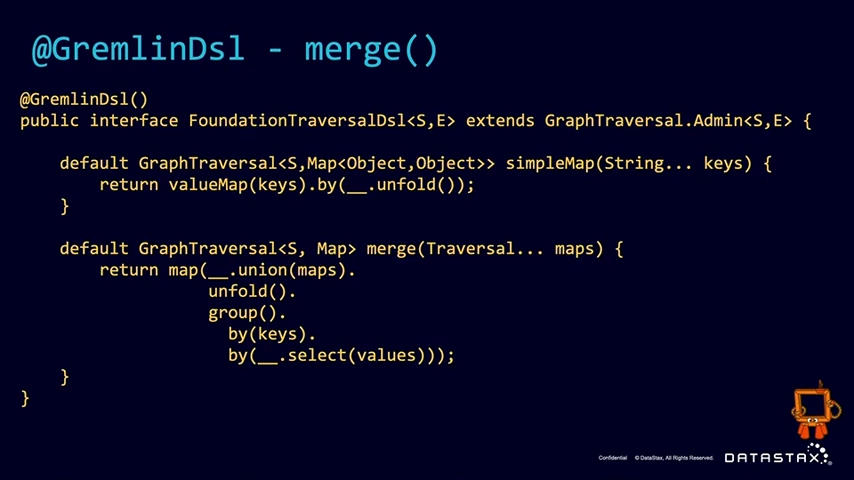 @GremlinDsl - merge()
@GremlinDsl()
public interface FoundationTraversalDsl<S,E> extends GraphTraversal.Admin<S,E> {
    default GraphTraversal<S,Map<Object,Object>> simpleMap(String... keys) {
        return valueMap(keys).by(__.unfold());
    }
    default GraphTraversal<S, Map> merge(Traversal... maps) {
        return map(__.union(maps).
                   unfold().
                   group().
                     by(keys).
                     by(__.select(values)));
    }
}
Confidential © DataStax, All Rights Reserved. DATASTAX